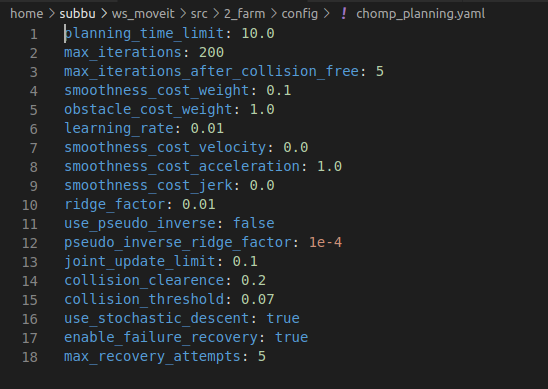 home > subbu > ws_moveit > src > 2_farm > config > ! chomp_planning.yaml
1 planning_time_limit: 10.0
2 max_iterations: 200
3 max_iterations_after_collision_free: 5
4 smoothness_cost_weight: 0.1
5 obstacle_cost_weight: 1.0
6 learning_rate: 0.01
7 smoothness_cost_velocity: 0.0
8 smoothness_cost_acceleration: 1.0
9 smoothness_cost_jerk: 0.0
10 ridge_factor: 0.01
11 use_pseudo_inverse: false
12 pseudo_inverse_ridge_factor: 1e-4
13 joint_update_limit: 0.1
14 collision_clearence: 0.2
15 collision_threshold: 0.07
16 use_stochastic_descent: true
17 enable_failure_recovery: true
18 max_recovery_attempts: 5